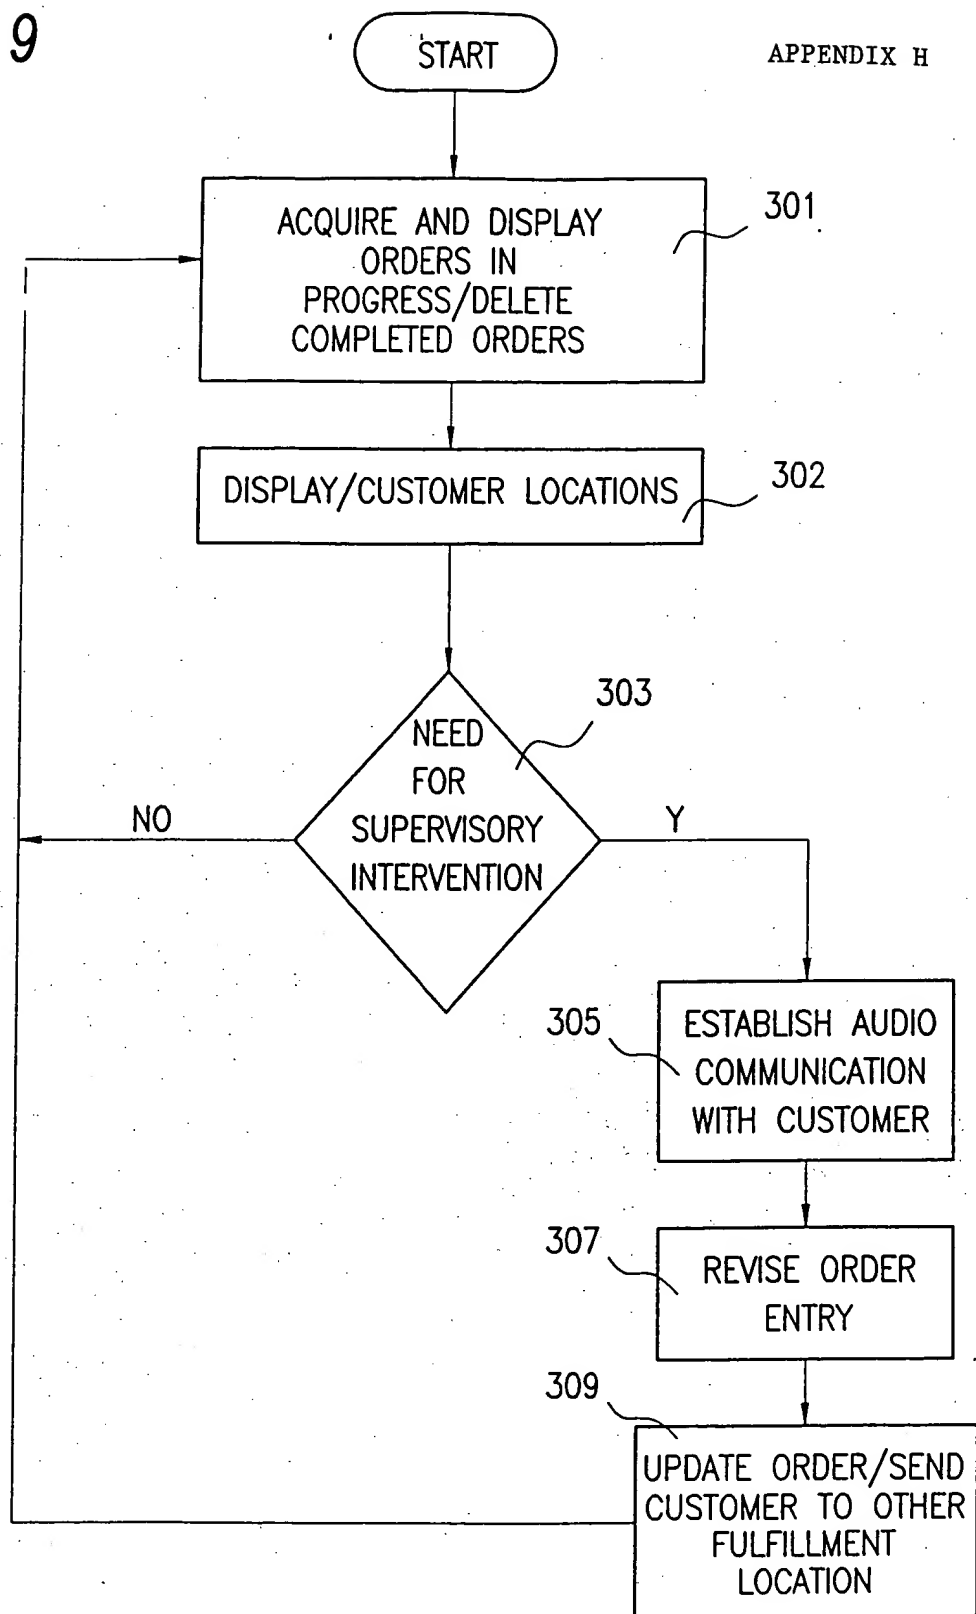 9
START
APPENDIX H
ACQUIRE AND DISPLAY
ORDERS IN
PROGRESS/DELETE
COMPLETED ORDERS
301
DISPLAY/CUSTOMER LOCATIONS
302
NEED
FOR
SUPERVISORY
INTERVENTION
303
NO
Y
305
ESTABLISH AUDIO
COMMUNICATION
WITH CUSTOMER
307
REVISE ORDER
ENTRY
309
UPDATE ORDER/SEND
CUSTOMER TO OTHER
FULFILLMENT
LOCATION